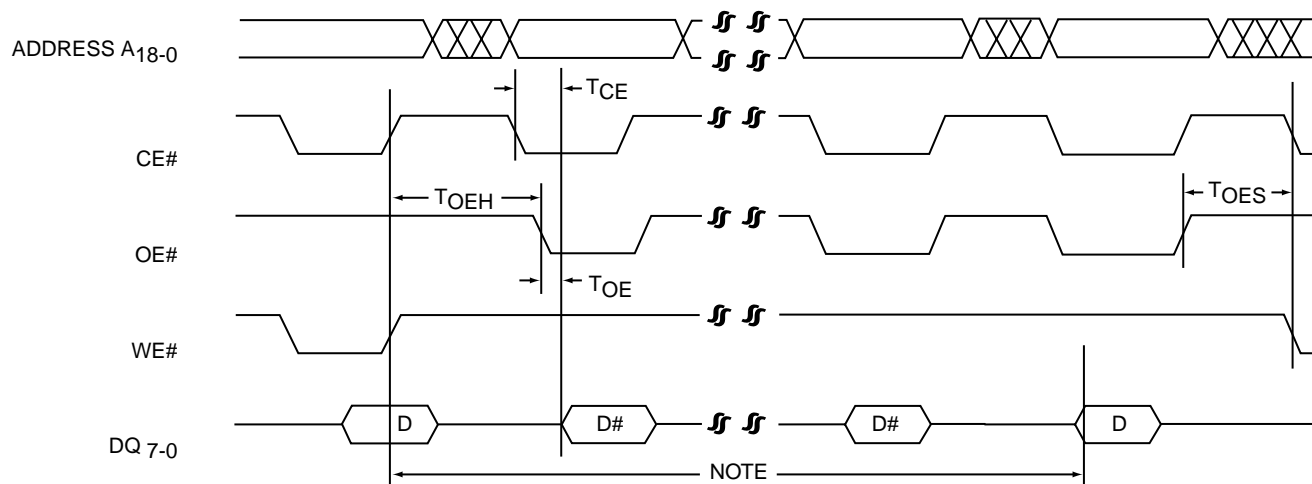 ADDRESS A18-0
TCE
CE#
TOEH
TOES
OE#
TOE
WE#
D
D#
D#
D
DQ 7-0
NOTE